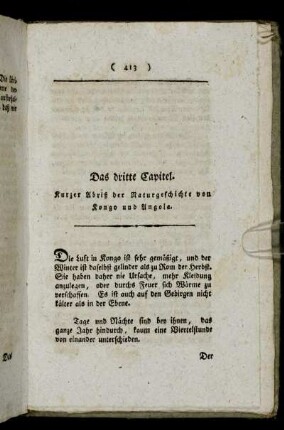 ( 413 )
Das dritte Capitel.
Kurzer Abriß der Naturgeschichte von
Kongo und Angola.
Die Luft in Kongo ist sehr gemäßigt, und der
Winter ist daselbst gelinder als zu Rom der Herbst.
Sie haben daher nie Ursache, mehr Kleidung
anzulegen, oder durchs Feuer sich Wärme zu
verschaffen. Es ist auch auf den Gebirgen nicht
kälter als in der Ebene.
Tage und Nächte sind bey ihnen, das
ganze Jahr hindurch, kaum eine Viertelstunde
von einander unterschieden.
Der